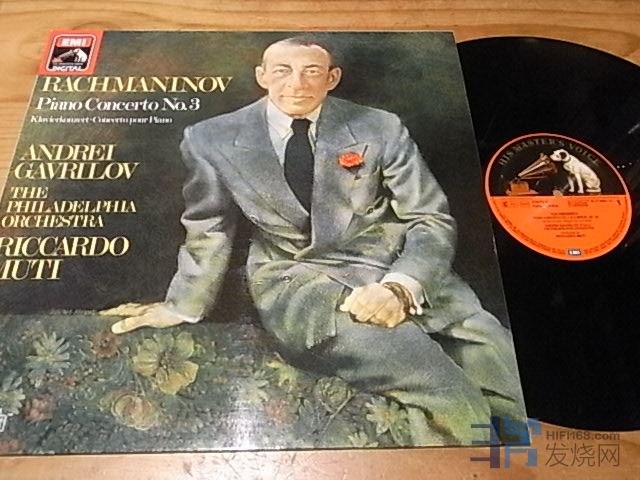 EMI
DIGITAL
RACHMANINOV
Piano Concerto No.3
Klavierkonzert·Concerto pour Piano
ANDREI
GAVRILOV
THE
PHILADELPHIA
ORCHESTRA
RICCARDO
MUTI
HIS MASTER'S VOICE
EMI
HIFI168.com
发烧网